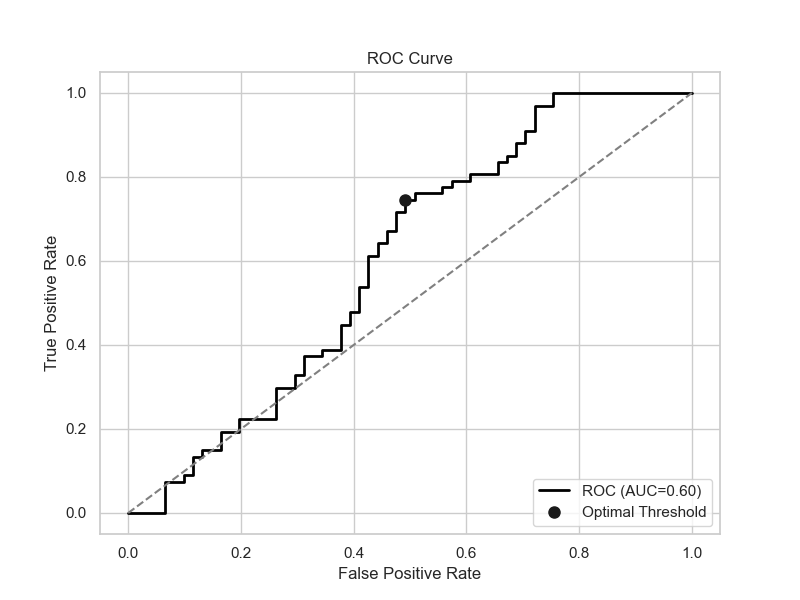 ROC Curve
True Positive Rate
1.0
0.8
0.6
0.4
0.2
0.0
0.0 0.2 0.4 0.6 0.8 1.0
False Positive Rate
ROC (AUC=0.60)
Optimal Threshold